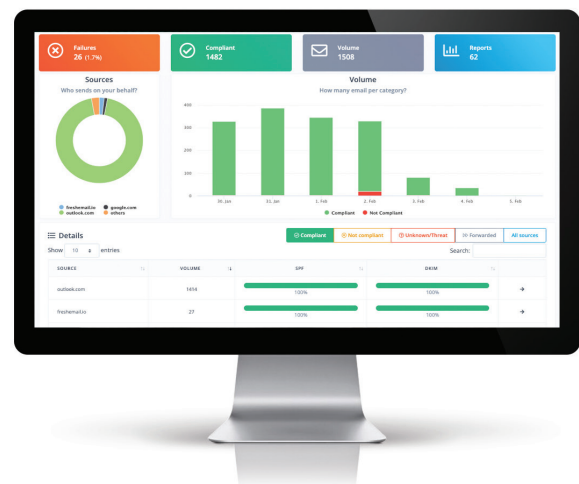 Failures
26 (1.7%)
Compliant
1482
Volume
1508
Reports
62
Sources
Who sends on your behalf?
freshemail.io google.com
outlook.com others
Volume
How many email per category?
400
300
200
100
0
30. Jan 31. Jan 1. Feb 2. Feb 3. Feb 4. Feb 5. Feb
Compliant Not Compliant
Details
Compliant Not compliant Unknown/Threat Forwarded All sources
Show 10 entries
Search:
SOURCE VOLUME SPF DKIM
outlook.com 1414 100% 100%
freshemail.io 27 100% 100%